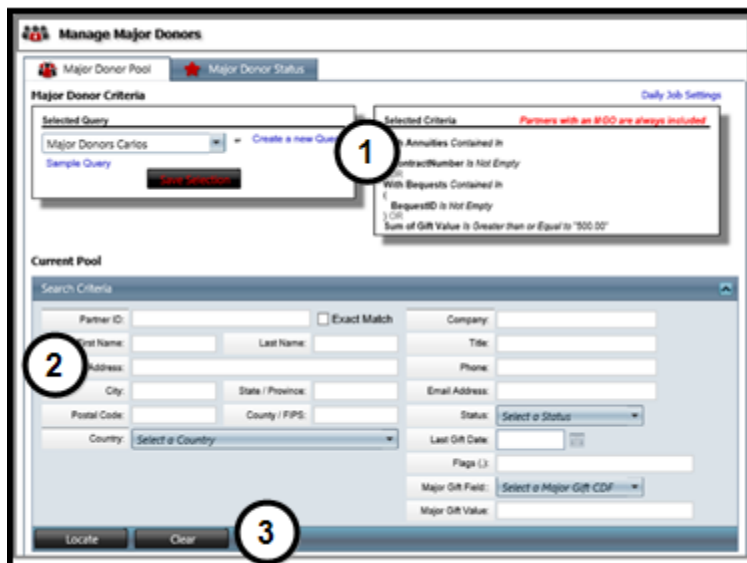 Manage Major Donors
Major Donor Pool
Major Donor Status
Major Donor Criteria
Daily Job Settings
Selected Query
Major Donors Carlos
Create a new Que
Sample Query
Save Selection
Selected Criteria
Partners with an MGO are always included
Annuities Contained In
ontractNumber Is Not Empty
OR
With Bequests Contained In
(
BequestID Is Not Empty
) OR
Sum of Gift Value Is Greater than or Equal to "500.00"
1
Current Pool
Search Criteria
Partner ID:
Exact Match
Company:
First Name:
Last Name:
Title:
2
Address:
Phone:
City:
State / Province:
Email Address:
Postal Code:
County / FIPS:
Status:
Select a Status
Country:
Select a Country
Last Gift Date:
Flags (,):
Major Gift Field:
Select a Major Gift CDF
Major Gift Value:
Locate
Clear
3